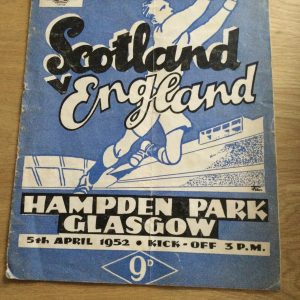 Scotland
v
England
HAMPDEN PARK
GLASGOW
5th APRIL 1952 • KICK-OFF 3 P.M.
9D